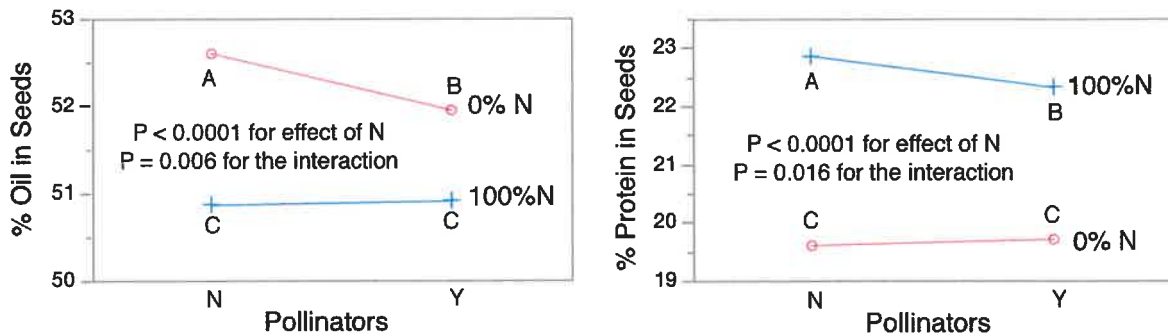 % Oil in Seeds
53
52
51
50
A
B
0% N
P < 0.0001 for effect of N
P = 0.006 for the interaction
C
C
100%N
N
Y
Pollinators
% Protein in Seeds
23
22
21
20
19
A
B
100%N
P < 0.0001 for effect of N
P = 0.016 for the interaction
C
C
0% N
N
Y
Pollinators